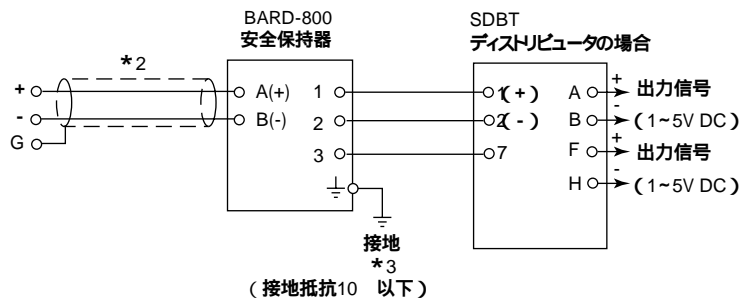 BARD-800
安全保持器
SDBT
ディストリビュータの場合
*2
+
-
G
A(+)
B(-)
1
2
3
1(+)
2(-)
7
A
B
F
H
+
出力信号
-
(1~5V DC)
+
出力信号
-
(1~5V DC)
接地
*3
(接地抵抗10 以下)